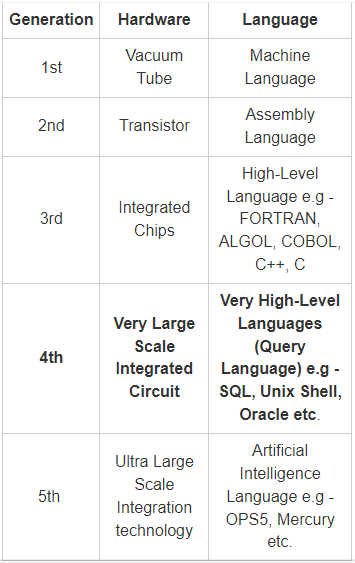 Generation Hardware Language
1st
Vacuum
Tube
Machine
Language
2nd
Transistor
Assembly
Language
3rd
Integrated
Chips
High-Level
Language e.g -
FORTRAN,
ALGOL, COBOL,
C++, C
4th
Very Large
Scale
Integrated
Circuit
Very High-Level
Languages
(Query
Language) e.g -
SQL, Unix Shell,
Oracle etc.
5th
Ultra Large
Scale
Integration
technology
Artificial
Intelligence
Language e.g -
OPS5, Mercury
etc.